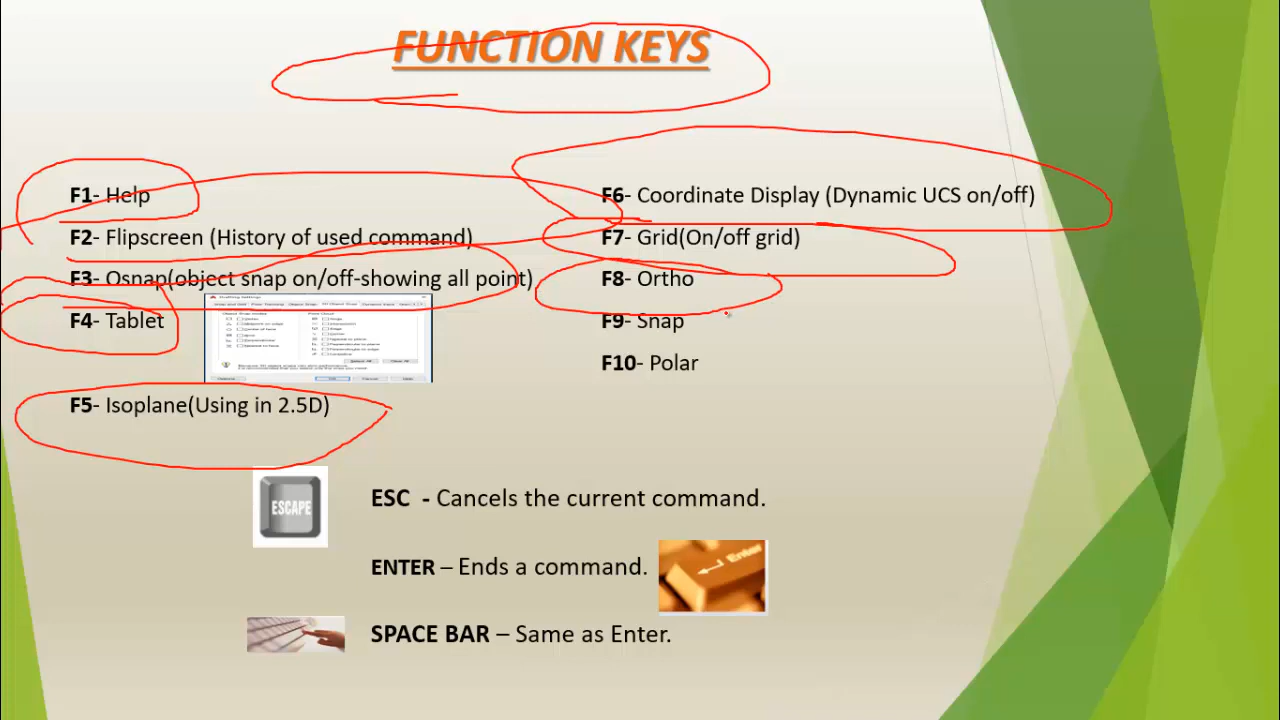 FUNCTION KEYS
F1- Help
F2- Flipscreen (History of used command)
F3- Osnap(object snap on/off-showing all point)
F4- Tablet
F5- Isoplane(Using in 2.5D)
F6- Coordinate Display (Dynamic UCS on/off)
F7- Grid(On/off grid)
F8- Ortho
F9- Snap
F10- Polar
ESCAPE
ESC - Cancels the current command.
ENTER – Ends a command.
Enter
SPACE BAR – Same as Enter.